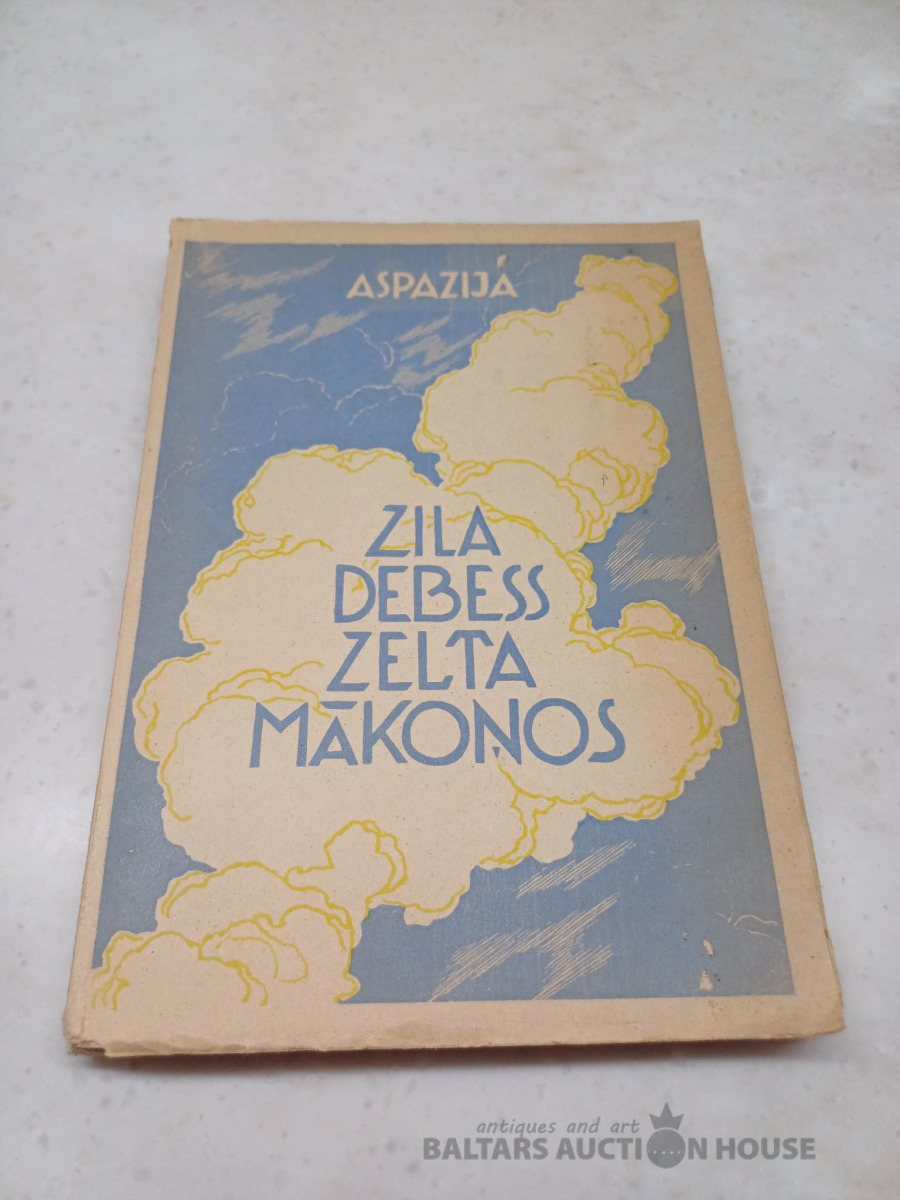 ASPAZIJA
ZILA
DEBESS
ZELTA
MĀKOŅOS
antiques and art
BALTARS AUCTION HOUSE